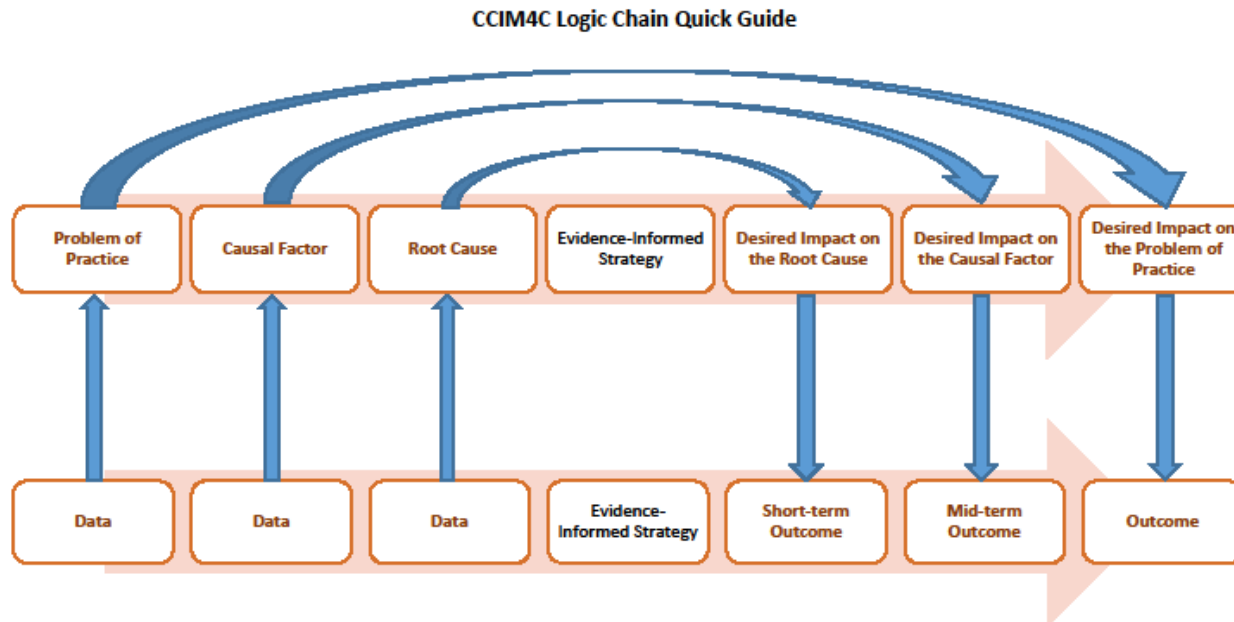 CCIM4C Logic Chain Quick Guide
Problem of
Practice
Causal Factor
Root Cause
Evidence-Informed
Strategy
Desired Impact on
the Root Cause
Desired Impact on
the Causal Factor
Desired Impact on
the Problem of
Practice
Data
Data
Data
Evidence-
Informed Strategy
Short-term
Outcome
Mid-term
Outcome
Outcome